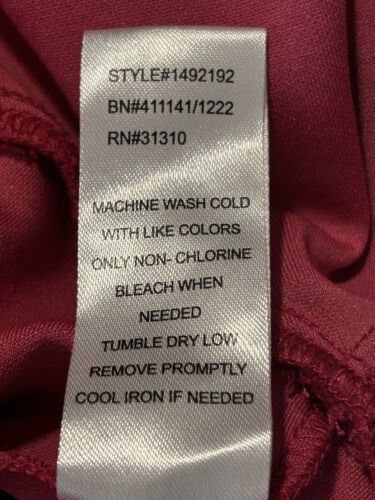 STYLE#1492192
BN#411141/1222
RN#31310
MACHINE WASH COLD
WITH LIKE COLORS
ONLY NON- CHLORINE
BLEACH WHEN
NEEDED
TUMBLE DRY LOW
REMOVE PROMPTLY
COOL IRON IF NEEDED